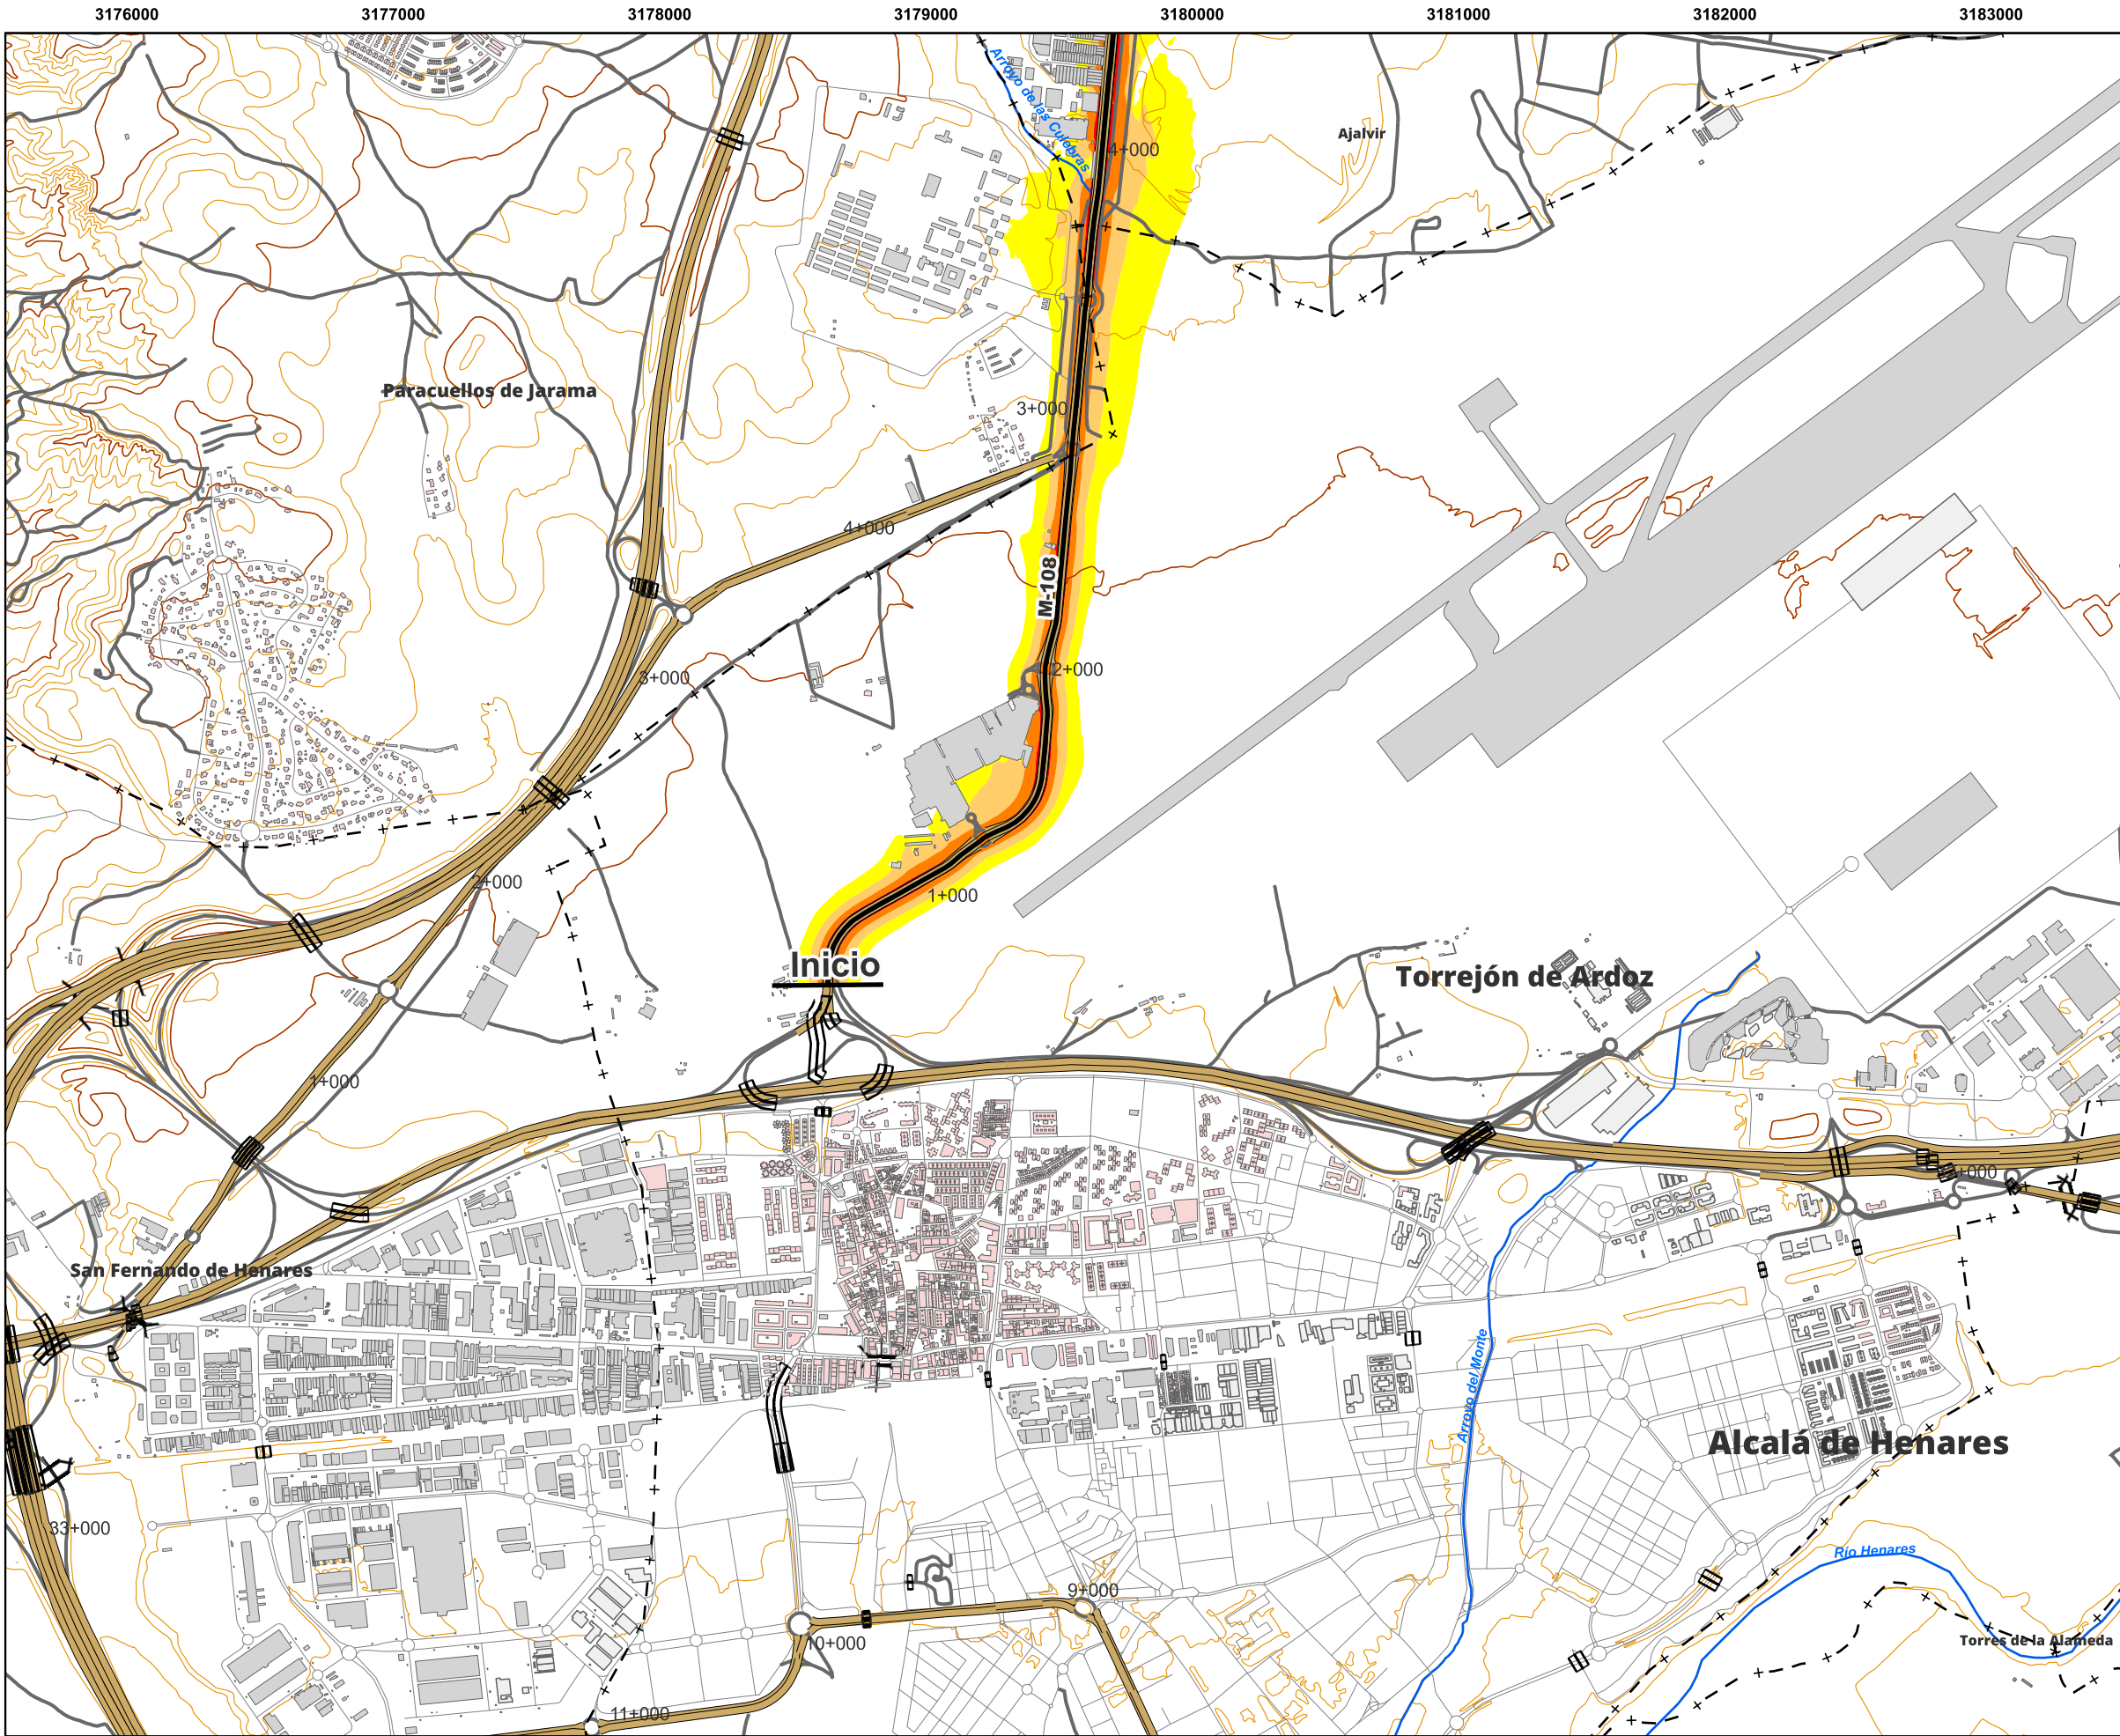 3176000 3177000 3178000 3179000 3180000 3181000 3182000 3183000
Arroyo de las Culebras
4+000
Ajalvir
Paracuellos de Jarama
3+000
4+000
M-108
3+000
2+000
2+000
1+000
Inicio
Torrejón de Ardoz
1+000
+000
San Fernando de Henares
Arroyo del Monte
Alcalá de Henares
33+000
Río Henares
9+000
10+000
Torres de la Alameda
11+000